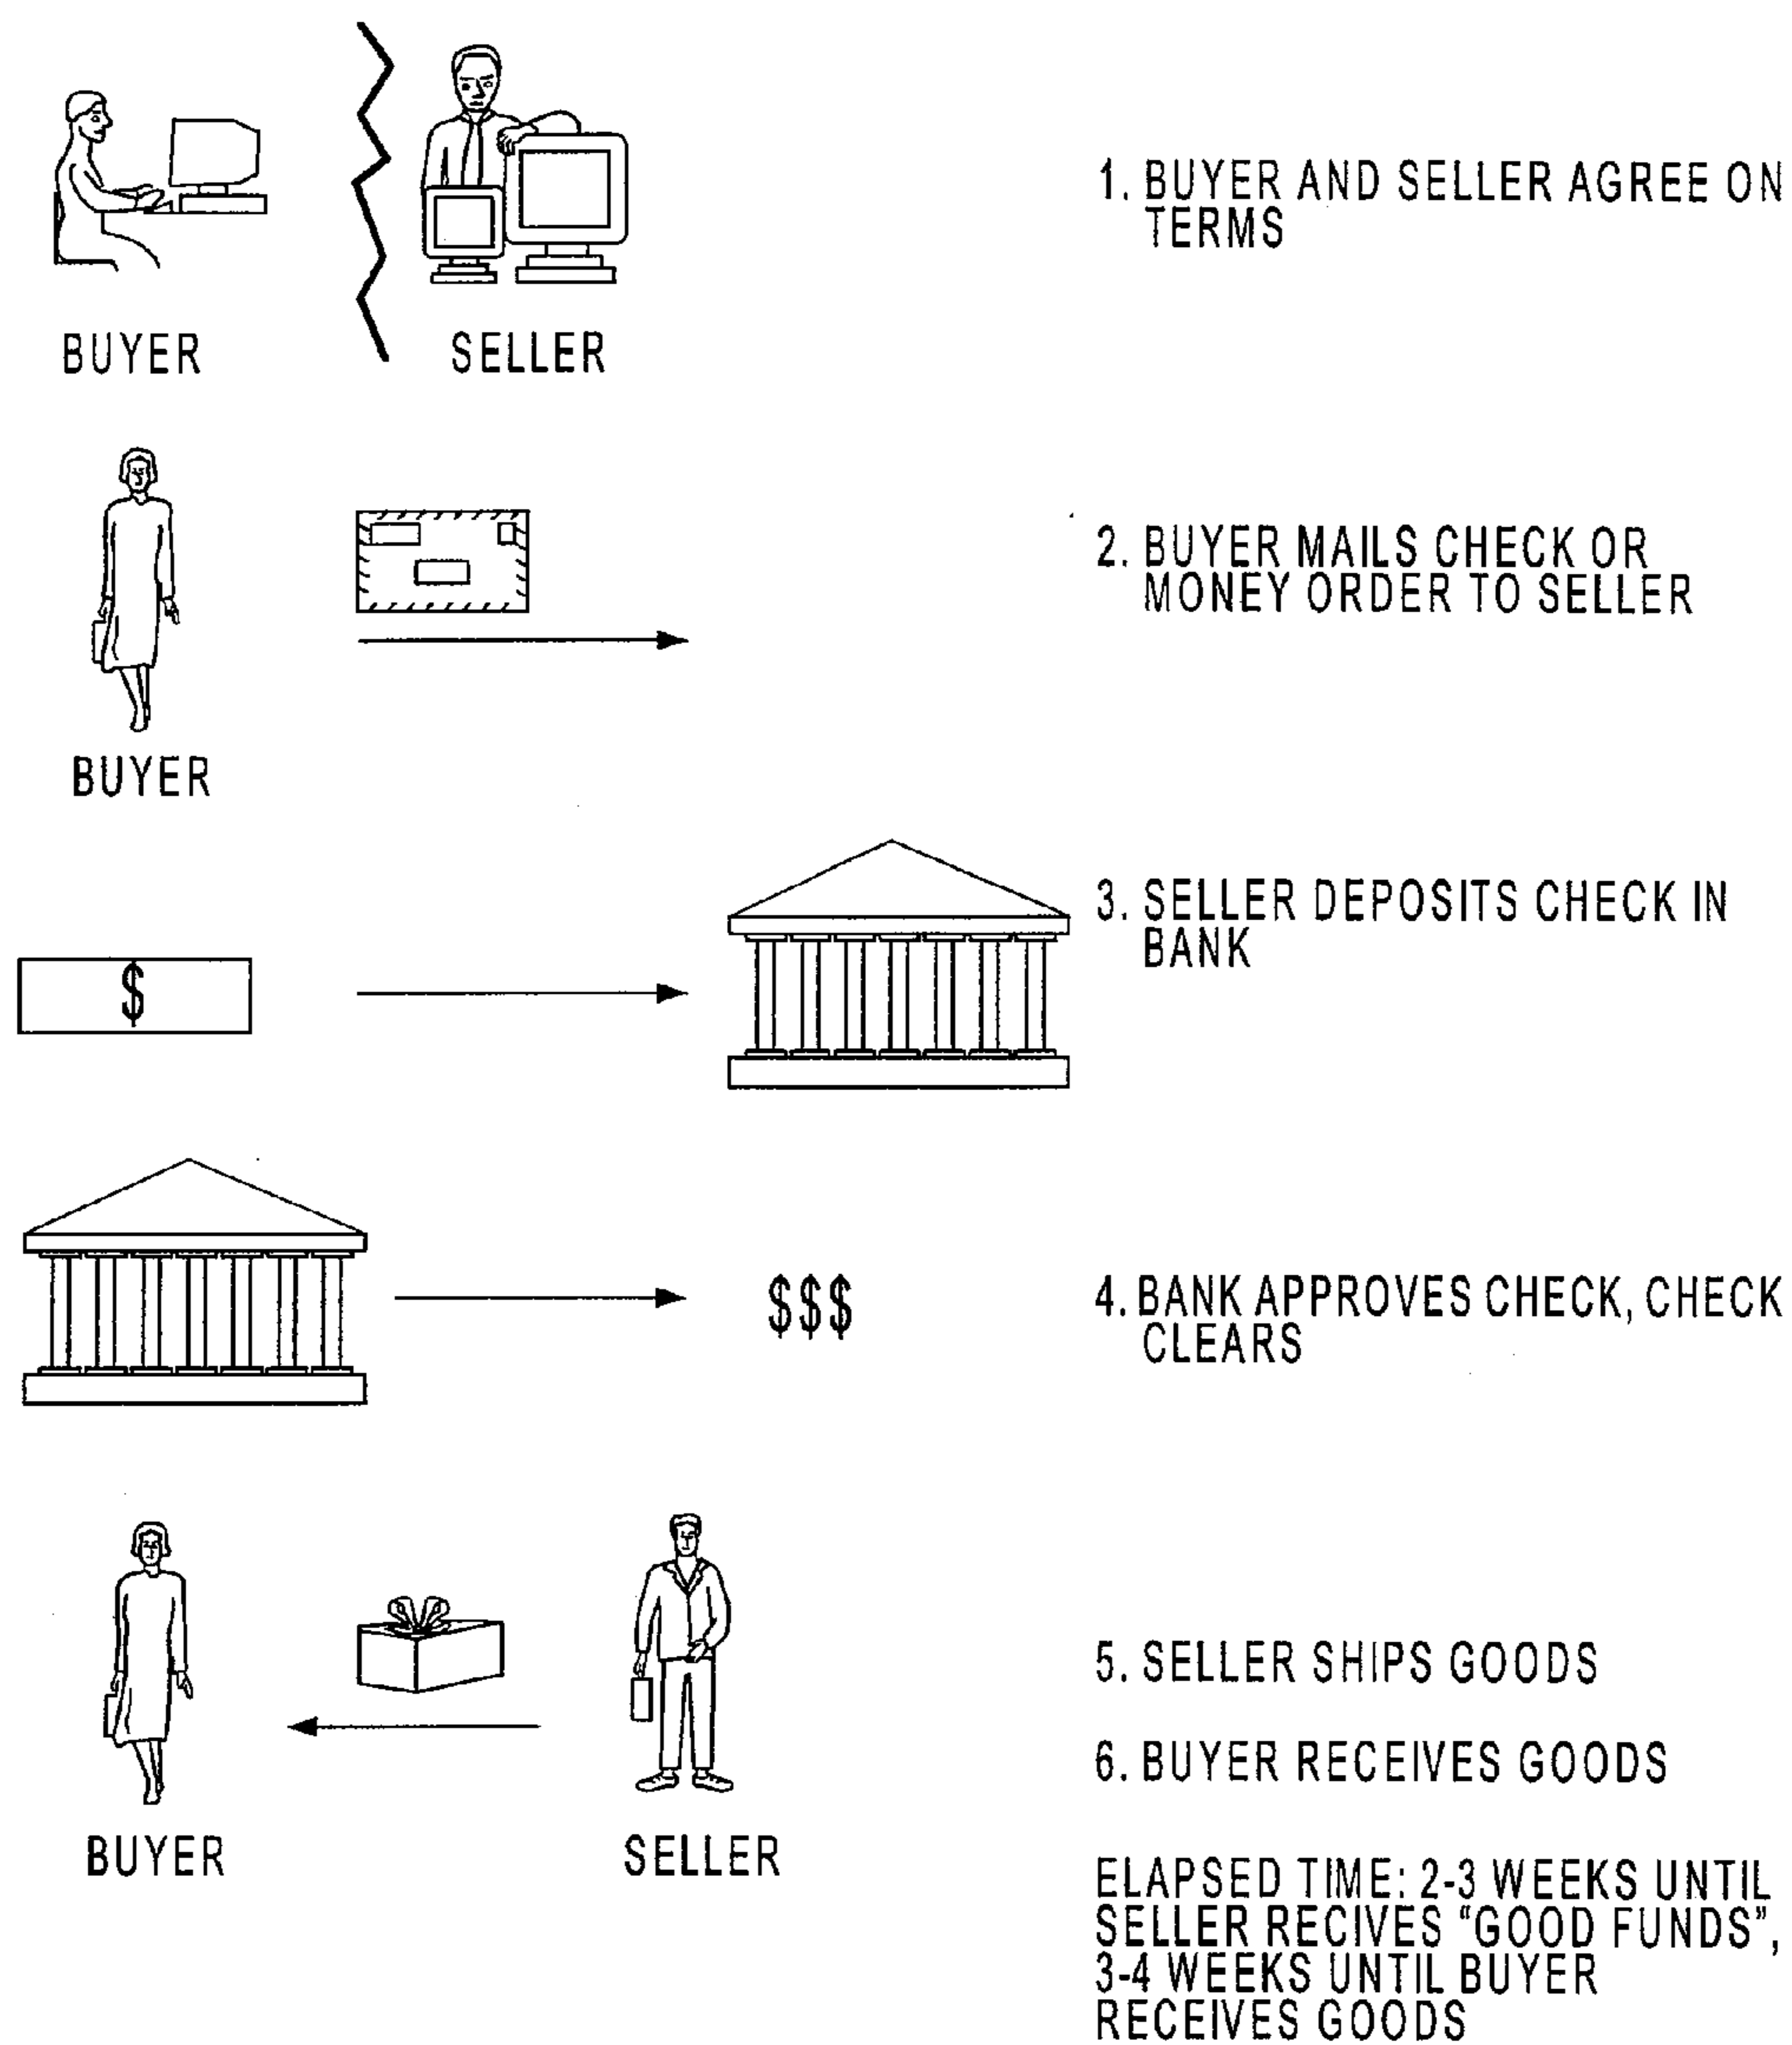 1. BUYER AND SELLER AGREE ON
TERMS
BUYER
SELLER
2. BUYER MAILS CHECK OR
MONEY ORDER TO SELLER
BUYER
3. SELLER DEPOSITS CHECK IN
BANK
$
4. BANK APPROVES CHECK, CHECK
CLEARS
$$$
5. SELLER SHIPS GOODS
6. BUYER RECEIVES GOODS
BUYER
SELLER
ELAPSED TIME: 2-3 WEEKS UNTIL
SELLER RECIVES “GOOD FUNDS”,
3-4 WEEKS UNTIL BUYER
RECEIVES GOODS